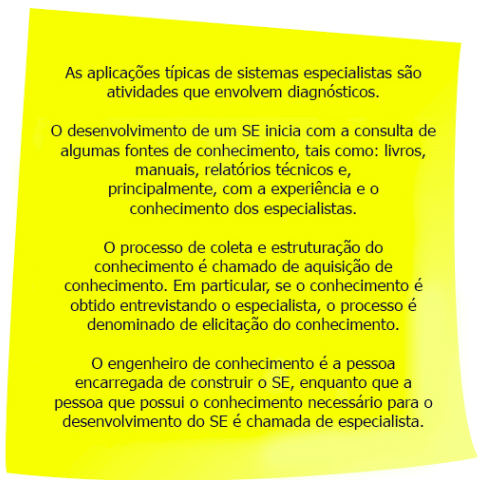 As aplicações típicas de sistemas especialistas são
atividades que envolvem diagnósticos.
O desenvolvimento de um SE inicia com a consulta de
algumas fontes de conhecimento, tais como: livros,
manuais, relatórios técnicos e,
principalmente, com a experiência e o
conhecimento dos especialistas.
O processo de coleta e estruturação do
conhecimento é chamado de aquisição de
conhecimento. Em particular, se o conhecimento é
obtido entrevistando o especialista, o processo é
denominado de elicitação do conhecimento.
O engenheiro de conhecimento é a pessoa
encarregada de construir o SE, enquanto que a
pessoa que possui o conhecimento necessário para o
desenvolvimento do SE é chamada de especialista.